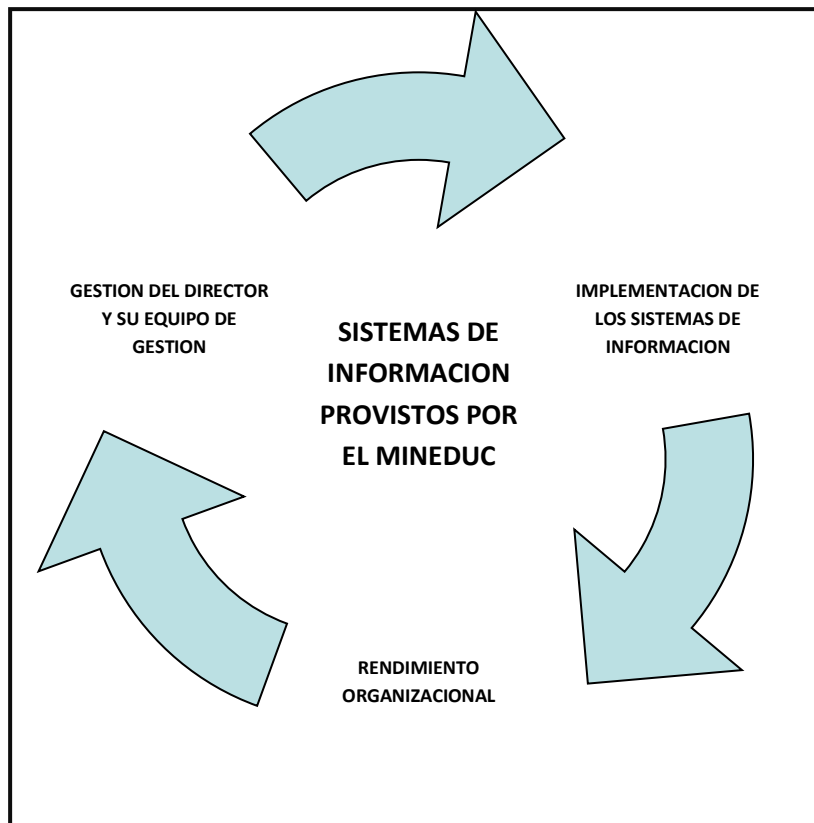 GESTION DEL DIRECTOR
Y SU EQUIPO DE
GESTION
IMPLEMENTACION DE
LOS SISTEMAS DE
INFORMACION
SISTEMAS DE
INFORMACION
PROVISTOS POR
EL MINEDUC
RENDIMIENTO
ORGANIZACIONAL